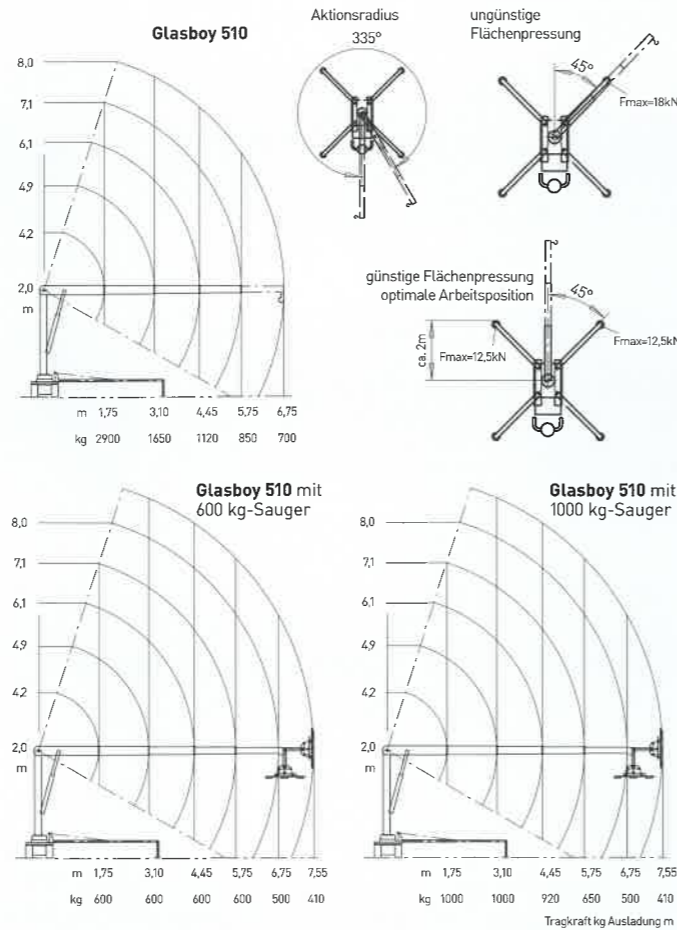 Glasboy 510
8,0
7,1
6,1
4,9
4,2
2,0
m
m 1,75 3,10 4,45 5,75 6,75
kg 2900 1650 1120 850 700
Aktionsradius
335°
ungünstige
Flächenpressung
45°
Fmax=18kN
günstige Flächenpressung
optimale Arbeitsposition
45°
ca. 2m
Fmax=12,5kN
Fmax=12,5kN
Glasboy 510 mit
600 kg-Sauger
8,0
7,1
6,1
4,9
4,2
2,0
m
m 1,75 3,10 4,45 5,75 6,75 7,55
kg 600 600 600 600 500 410
Glasboy 510 mit
1000 kg-Sauger
8,0
7,1
6,1
4,9
4,2
2,0
m
m 1,75 3,10 4,45 5,75 6,75 7,55
kg 1000 1000 920 650 500 410
Tragkraft kg Ausladung m